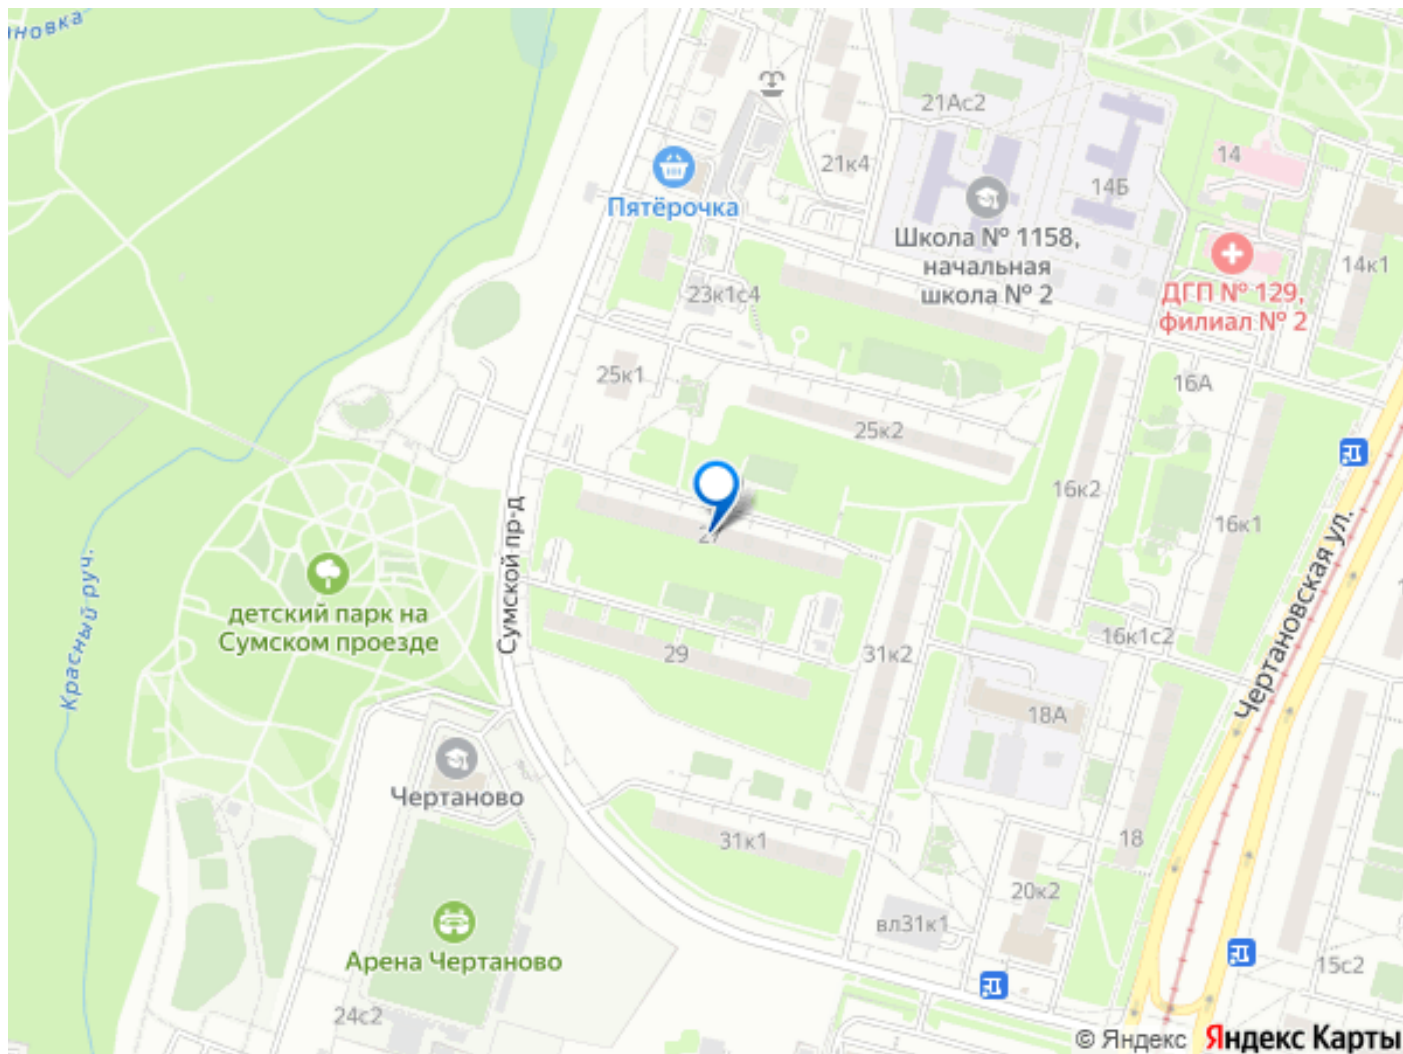 ановка
21Ас2
21к4
14
14Б
Пятёрочка
Школа № 1158,
начальная
школа № 2
14к1
ДГП № 129,
филиал № 2
23к1с4
25к1
16А
25к2
16к2
16к1
27
Сумской пр-д
Чертановская ул.
Красный руч.
детский парк на
Сумском проезде
29
31к2
16к1с2
18А
Чертаново
31к1
18
20к2
вл31к1
Арена Чертаново
15с2
24с2
© Яндекс Яндекс Карты